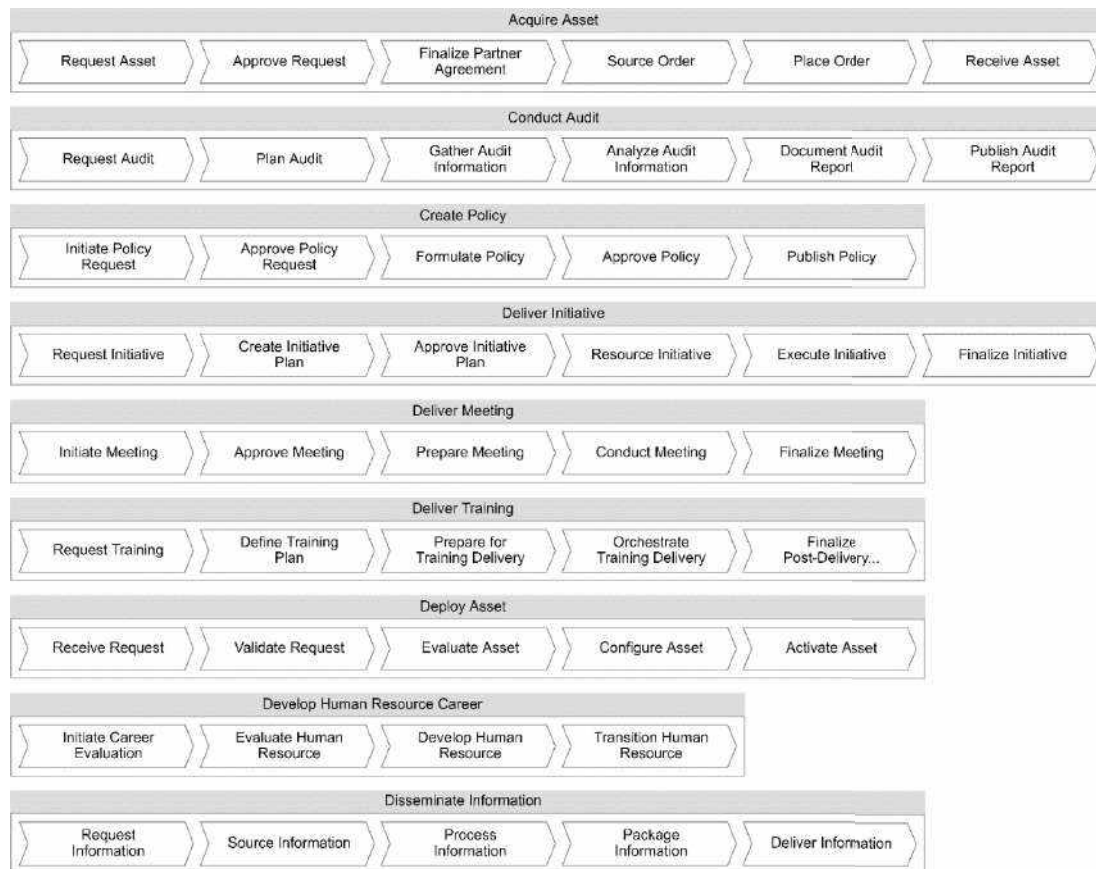 Acquire Asset
Request Asset
Approve Request
Finalize Partner
Agreement
Source Order
Place Order
Receive Asset
Conduct Audit
Request Audit
Plan Audit
Gather Audit
Information
Analyze Audit
Information
Document Audit
Report
Publish Audit
Report
Create Policy
Initiate Policy
Request
Approve Policy
Request
Formulate Policy
Approve Policy
Publish Policy
Deliver Initiative
Request Initiative
Create Initiative
Plan
Approve Initiative
Plan
Resource Initiative
Execute Initiative
Finalize Initiative
Deliver Meeting
Initiate Meeting
Approve Meeting
Prepare Meeting
Conduct Meeting
Finalize Meeting
Deliver Training
Request Training
Define Training
Plan
Prepare for
Training Delivery
Orchestrate
Training Delivery
Finalize
Post-Delivery...
Deploy Asset
Receive Request
Validate Request
Evaluate Asset
Configure Asset
Activate Asset
Develop Human Resource Career
Initiate Career
Evaluation
Evaluate Human
Resource
Develop Human
Resource
Transition Human
Resource
Disseminate Information
Request
Information
Source Information
Process
Information
Package
Information
Deliver Information